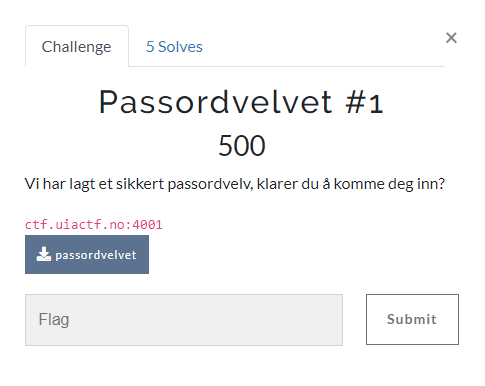 Challenge
5 Solves
×
Passordvelvet #1
500
Vi har lagt et sikkert passordvelv, klarer du å komme deg inn?
ctf.uiactf.no:4001
passordvelvet
Flag
Submit